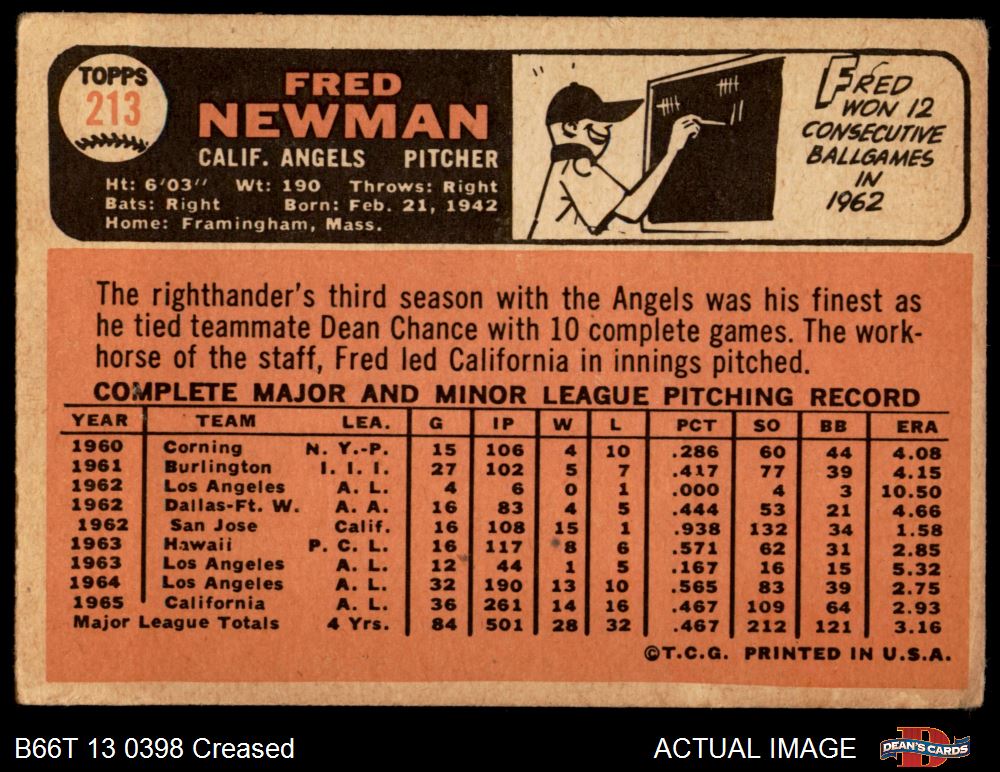 TOPPS
213
FRED
NEWMAN
CALIF. ANGELS PITCHER
Ht: 6'03" Wt: 190 Throws: Right
Bats: Right Born: Feb. 21, 1942
Home: Framingham, Mass.
FRED
WON 12
CONSECUTIVE
BALLGAMES
IN
1962
The righthander's third season with the Angels was his finest as
he tied teammate Dean Chance with 10 complete games. The work-
horse of the staff, Fred led California in innings pitched.
COMPLETE MAJOR AND MINOR LEAGUE PITCHING RECORD
YEAR TEAM LEA. G IP W L PCT SO BB ERA
1960 Corning N. Y.-P. 15 106 4 10 .286 60 44 4.08
1961 Burlington I. I. I. 27 102 5 7 .417 77 39 4.15
1962 Los Angeles A. L. 4 6 0 1 .000 4 3 10.50
1962 Dallas-Ft. W. A. A. 16 83 4 5 .444 53 21 4.66
1962 San Jose Calif. 16 108 15 1 .938 132 34 1.58
1963 Hawaii P. C. L. 16 117 8 6 .571 62 31 2.85
1963 Los Angeles A. L. 12 44 1 5 .167 16 15 5.32
1964 Los Angeles A. L. 32 190 13 10 .565 83 39 2.75
1965 California A. L. 36 261 14 16 .467 109 64 2.93
Major League Totals 4 Yrs. 84 501 28 32 .467 212 121 3.16
©T.C.G. PRINTED IN U.S.A.
B66T 13 0398 Creased
ACTUAL IMAGE
DEAN'S CARDS